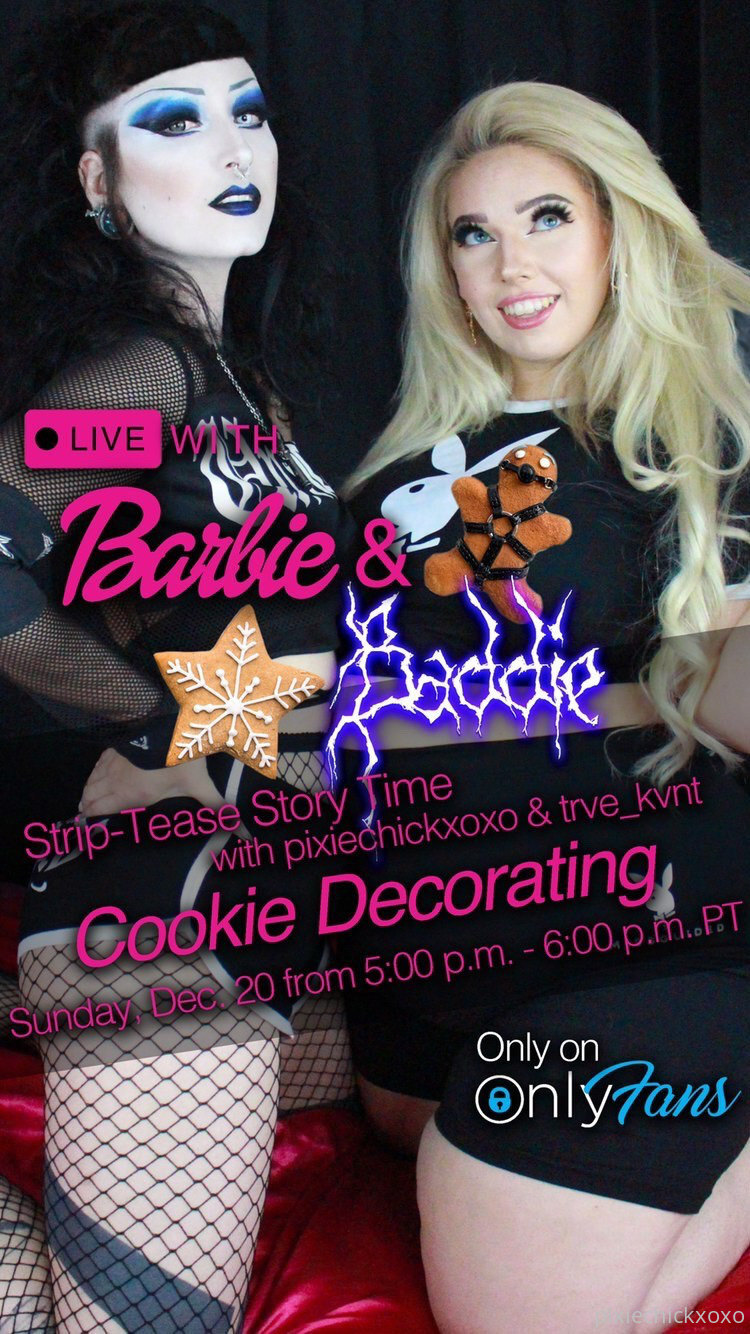 LIVE WITH
Barbie &
Baddie
Strip-Tease Story Time
with pixiechickxoxo & trve_kvnt
Cookie Decorating
Sunday, Dec. 20 from 5:00 p.m. - 6:00 p.m. PT
Only on
OnlyFans
pixiechickxoxo